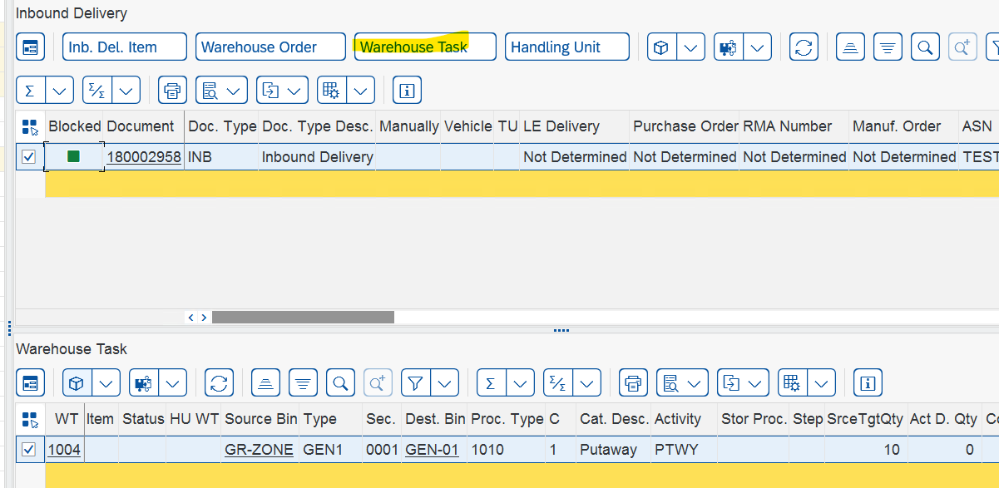 Inbound Delivery
Inb. Del. Item Warehouse Order Warehouse Task Handling Unit
Blocked Document Doc. Type Doc. Type Desc. Manually Vehicle TU LE Delivery Purchase Order RMA Number Manuf. Order ASN
180002958 INB Inbound Delivery Not Determined Not Determined Not Determined Not Determined TEST
Warehouse Task
WT Item Status HU WT Source Bin Type Sec. Dest. Bin Proc. Type C Cat. Desc. Activity Stor Proc. Step SrceTgtQty Act D. Qty
1004 GR-ZONE GEN1 0001 GEN-01 1010 1 Putaway PTWY 10 0